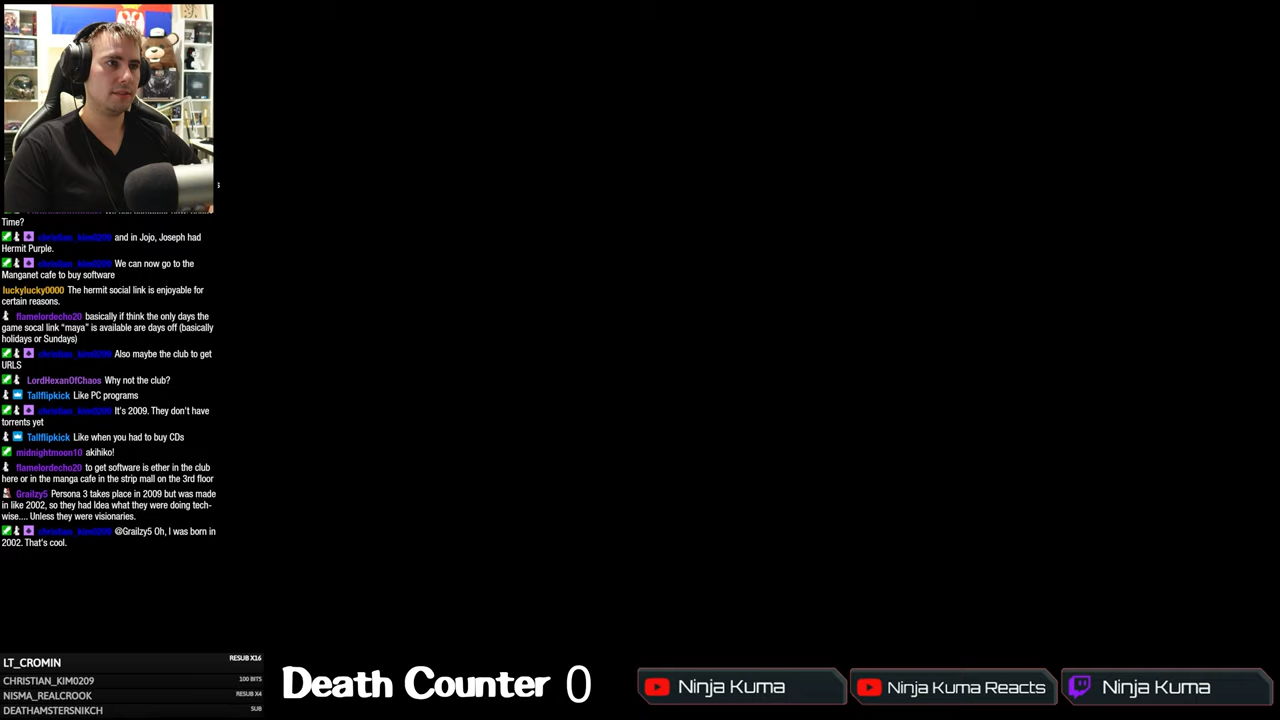 Time?
christian_kim0209 and in Jojo, Joseph had
Hermit Purple.
christian_kim0209 We can now go to the
Manganet cafe to buy software
luckylucky0000 The hermit social link is enjoyable for
certain reasons.
flamelordecho20 basically if think the only days the
game socal link “maya” is available are days off (basically
holidays or Sundays)
christian_kim0209 Also maybe the club to get
URLS
LordHexanOfChaos Why not the club?
Tallflipkick Like PC programs
christian_kim0209 It's 2009. They don't have
torrents yet
Tallflipkick Like when you had to buy CDs
midnightmoon10 akihiko!
flamelordecho20 to get software is ether in the club
here or in the manga cafe in the strip mall on the 3rd floor
Grailzy5 Persona 3 takes place in 2009 but was made
in like 2002, so they had Idea what they were doing tech-
wise.... Unless they were visionaries.
christian_kim0209 @Grailzy5 Oh, I was born in
2002. That's cool.
LT_CROMIN RESUB X16
CHRISTIAN_KIM0209 100 BITS
NISMA_REALCROOK RESUB X4
DEATHAMSTERSNIKCH SUB
Death Counter 0
Ninja Kuma
Ninja Kuma Reacts
Ninja Kuma